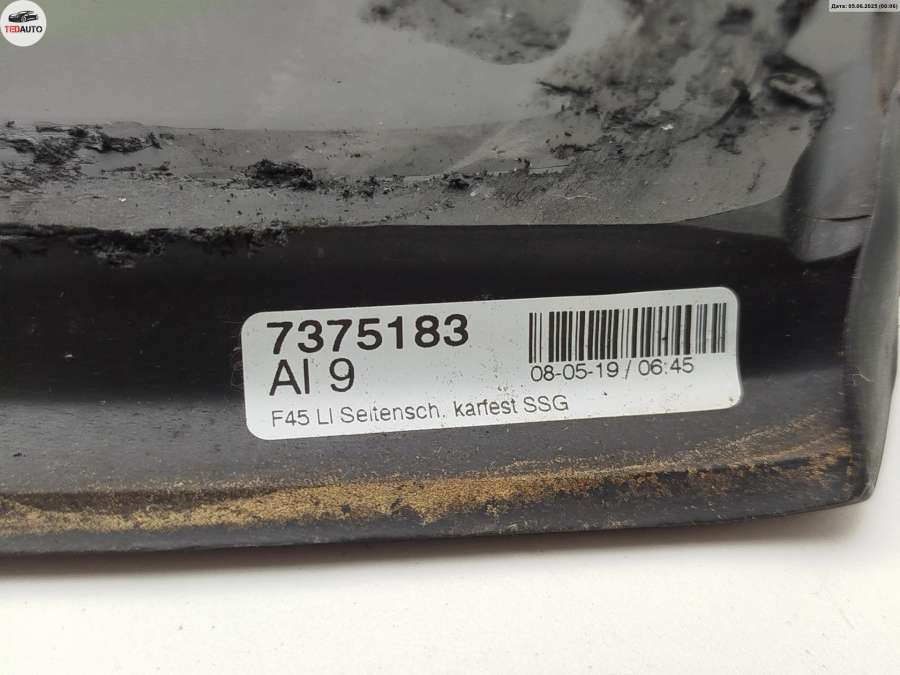 TEDAUTO
Дата: 05.06.2025 (00:06)
7375183
AI 9
08-05-19 / 06:45
F45 LI Seitensch. karfest SSG